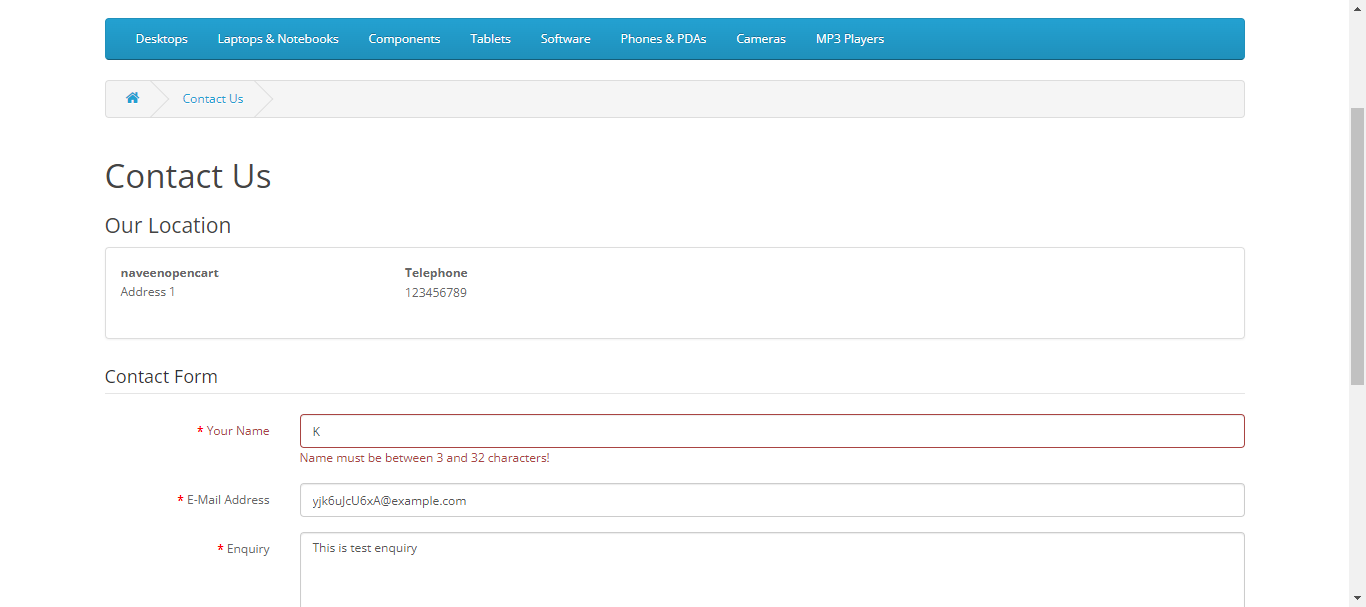 Desktops Laptops & Notebooks Components Tablets Software Phones & PDAs Cameras MP3 Players
Contact Us
Contact Us
Our Location
naveenopencart Telephone
Address 1 123456789
Contact Form
* Your Name K
Name must be between 3 and 32 characters!
* E-Mail Address yjk6uJcU6xA@example.com
* Enquiry This is test enquiry